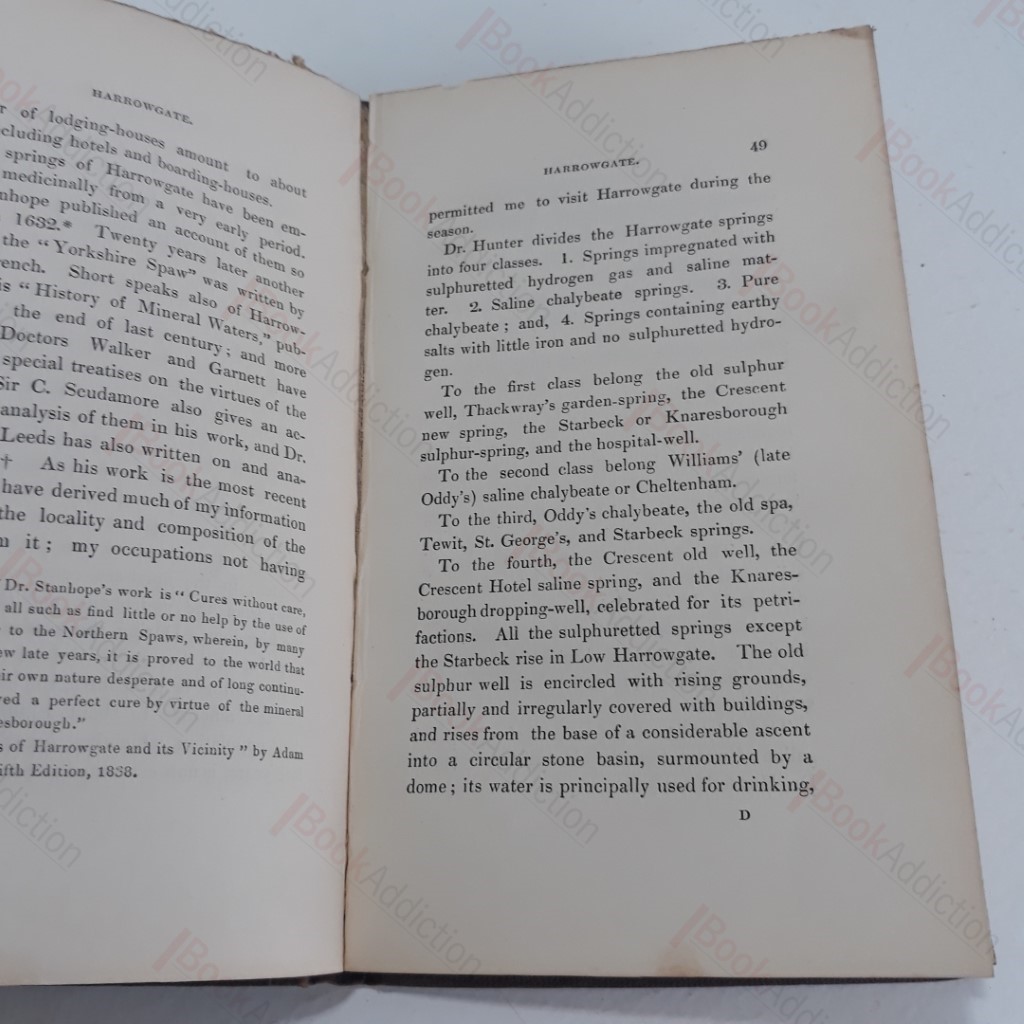 HARROWGATE.
r of lodging-houses amount to about
cluding hotels and boarding-houses.
springs of Harrowgate have been em-
medicinally from a very early period.
nhope published an account of them so
1632.* Twenty years later another
the “Yorkshire Spaw” was written by
ench. Short speaks also of Harrow-
is “History of Mineral Waters,” pub-
the end of last century; and more
Doctors Walker and Garnett have
special treatises on the virtues of the
Sir C. Scudamore also gives an ac-
analysis of them in his work, and Dr.
Leeds has also written on and ana-
† As his work is the most recent
have derived much of my information
the locality and composition of the
m it; my occupations not having
Dr. Stanhope's work is “Cures without care,
all such as find little or no help by the use of
to the Northern Spaws, wherein, by many
ew late years, it is proved to the world that
eir own nature desperate and of long continu-
ved a perfect cure by virtue of the mineral
esborough.”
s of Harrowgate and its Vicinity” by Adam
ifth Edition, 1838.
HARROWGATE. 49
permitted me to visit Harrowgate during the
season.
Dr. Hunter divides the Harrowgate springs
into four classes. 1. Springs impregnated with
sulphuretted hydrogen gas and saline mat-
ter. 2. Saline chalybeate springs. 3. Pure
chalybeate; and, 4. Springs containing earthy
salts with little iron and no sulphuretted hydro-
gen.
To the first class belong the old sulphur
well, Thackwray's garden-spring, the Crescent
new spring, the Starbeck or Knaresborough
sulphur-spring, and the hospital-well.
To the second class belong Williams' (late
Oddy's) saline chalybeate or Cheltenham.
To the third, Oddy's chalybeate, the old spa,
Tewit, St. George's, and Starbeck springs.
To the fourth, the Crescent old well, the
Crescent Hotel saline spring, and the Knares-
borough dropping-well, celebrated for its petri-
factions. All the sulphuretted springs except
the Starbeck rise in Low Harrowgate. The old
sulphur well is encircled with rising grounds,
partially and irregularly covered with buildings,
and rises from the base of a considerable ascent
into a circular stone basin, surmounted by a
dome; its water is principally used for drinking,
D
BookAddiction